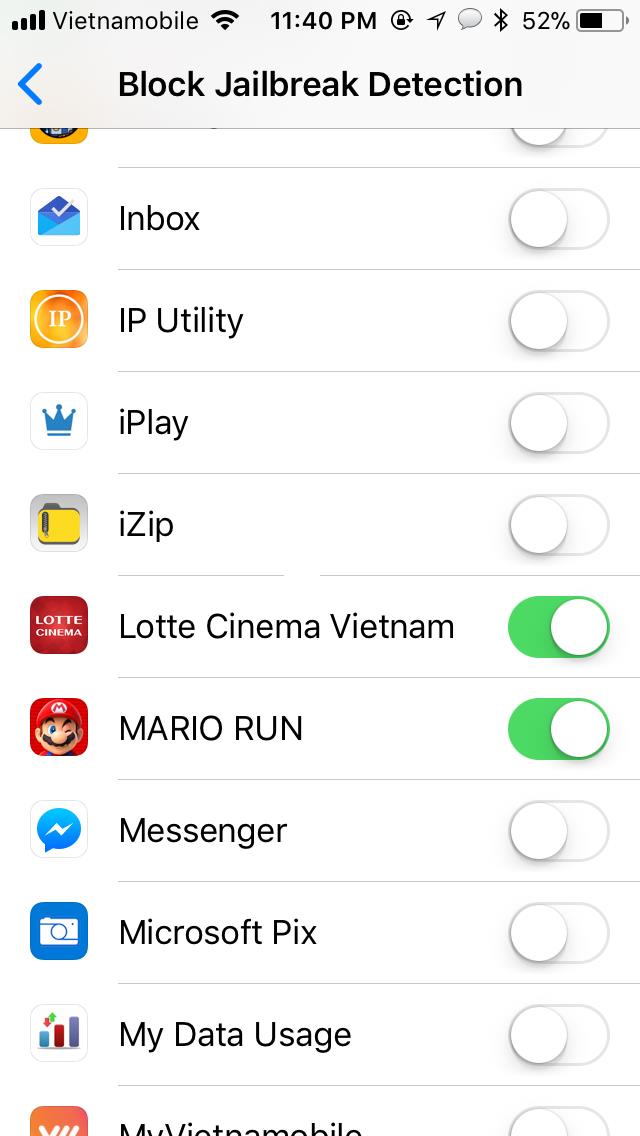 Vietnamobile 11:40 PM 52%
Block Jailbreak Detection
Inbox
IP
IP Utility
iPlay
iZip
LOTTE
CINEMA
Lotte Cinema Vietnam
M
MARIO RUN
Messenger
Microsoft Pix
My Data Usage
MyVietnamobile